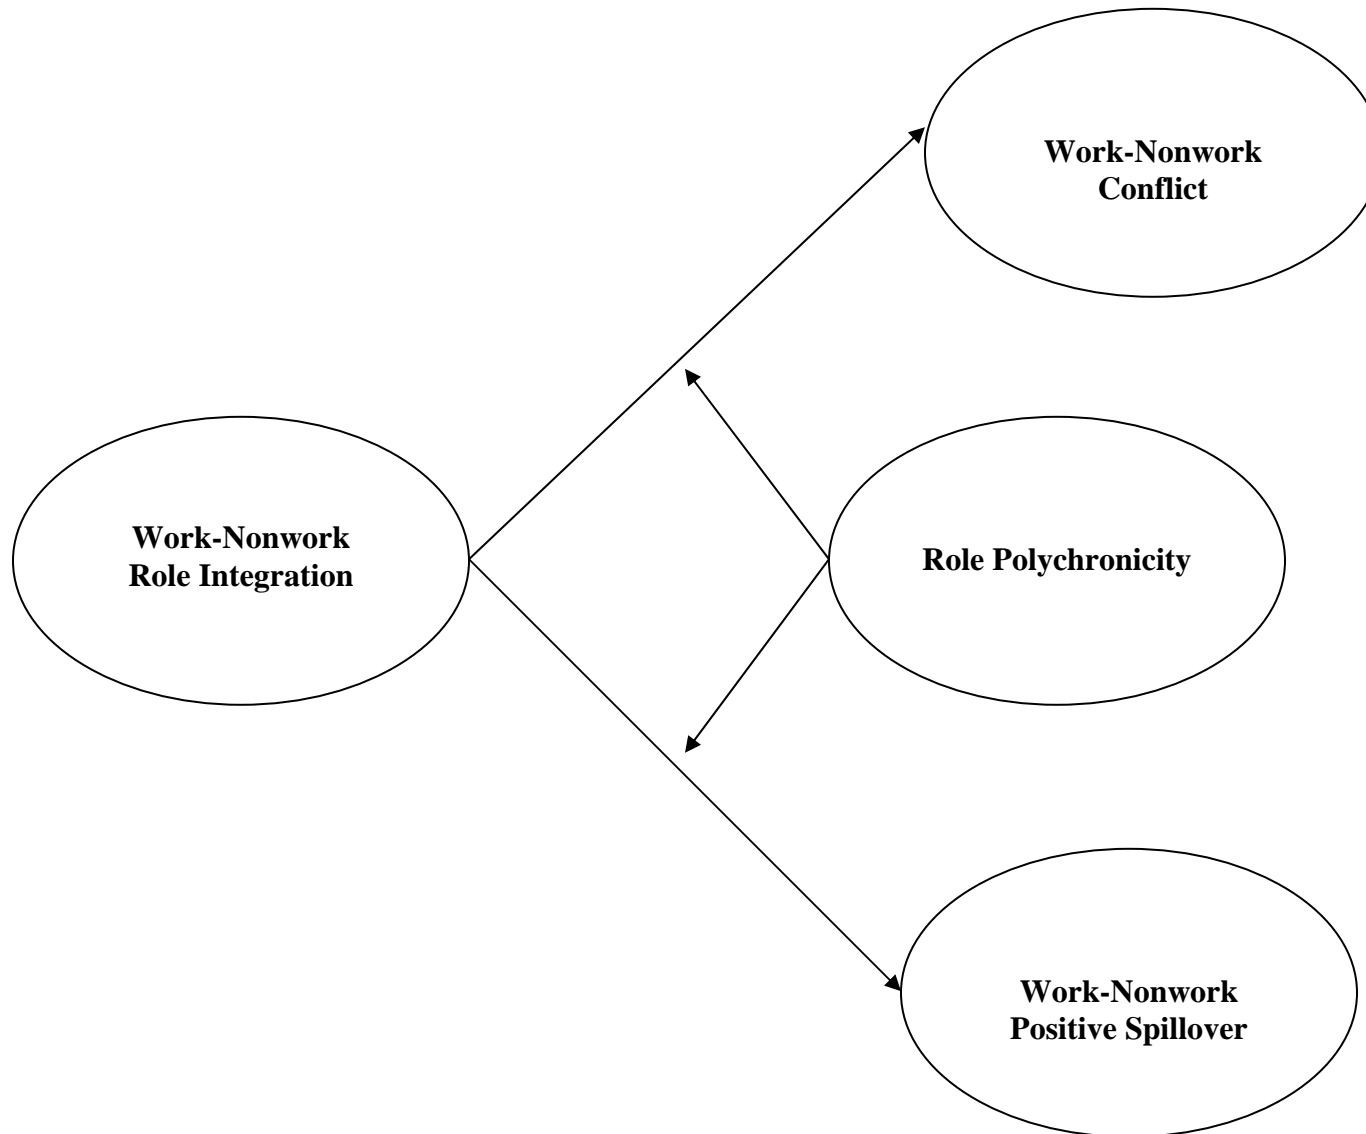 Work-Nonwork
Conflict
Work-Nonwork
Role Integration
Role Polychronicity
Work-Nonwork
Positive Spillover